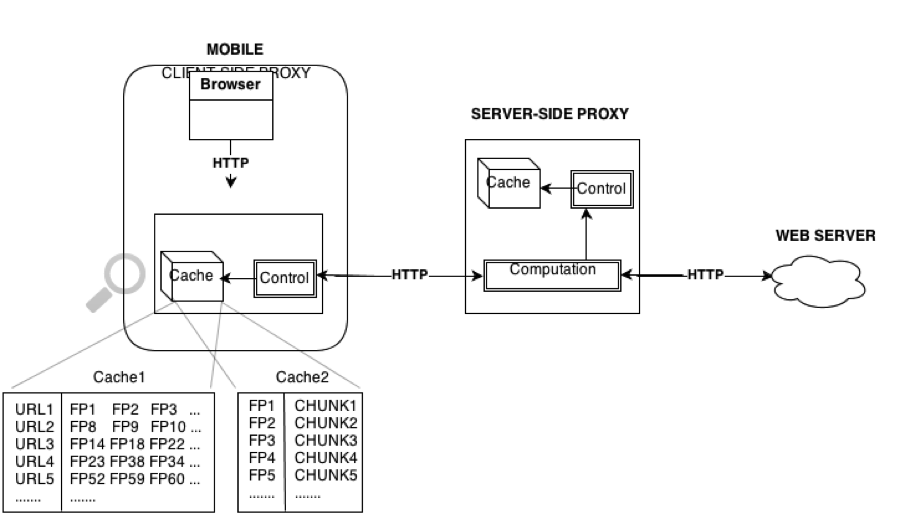 MOBILE
CLIENT SIDE PROXY
Browser
HTTP
Cache
Control
HTTP
SERVER-SIDE PROXY
Cache
Control
Computation
HTTP
WEB SERVER
Cache1
URL1 FP1 FP2 FP3 ...
URL2 FP8 FP9 FP10 ...
URL3 FP14 FP18 FP22 ...
URL4 FP23 FP38 FP34 ...
URL5 FP52 FP59 FP60 ...
....... .......
Cache2
FP1 CHUNK1
FP2 CHUNK2
FP3 CHUNK3
FP4 CHUNK4
FP5 CHUNK5
....... .......